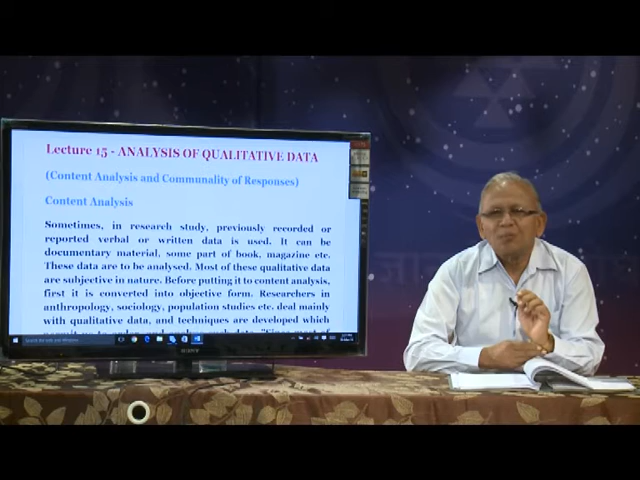 Lecture 15 - ANALYSIS OF QUALITATIVE DATA
(Content Analysis and Communality of Responses)
Content Analysis
Sometimes, in research study, previously recorded or
reported verbal or written data is used. It can be
documentary material, some part of book, magazine etc.
These data are to be analysed. Most of these qualitative data
are subjective in nature. Before putting it to content analysis,
first it is converted into objective form. Researchers in
anthropology, sociology, population studies etc. deal mainly
with qualitative data, and techniques are developed which
SONY